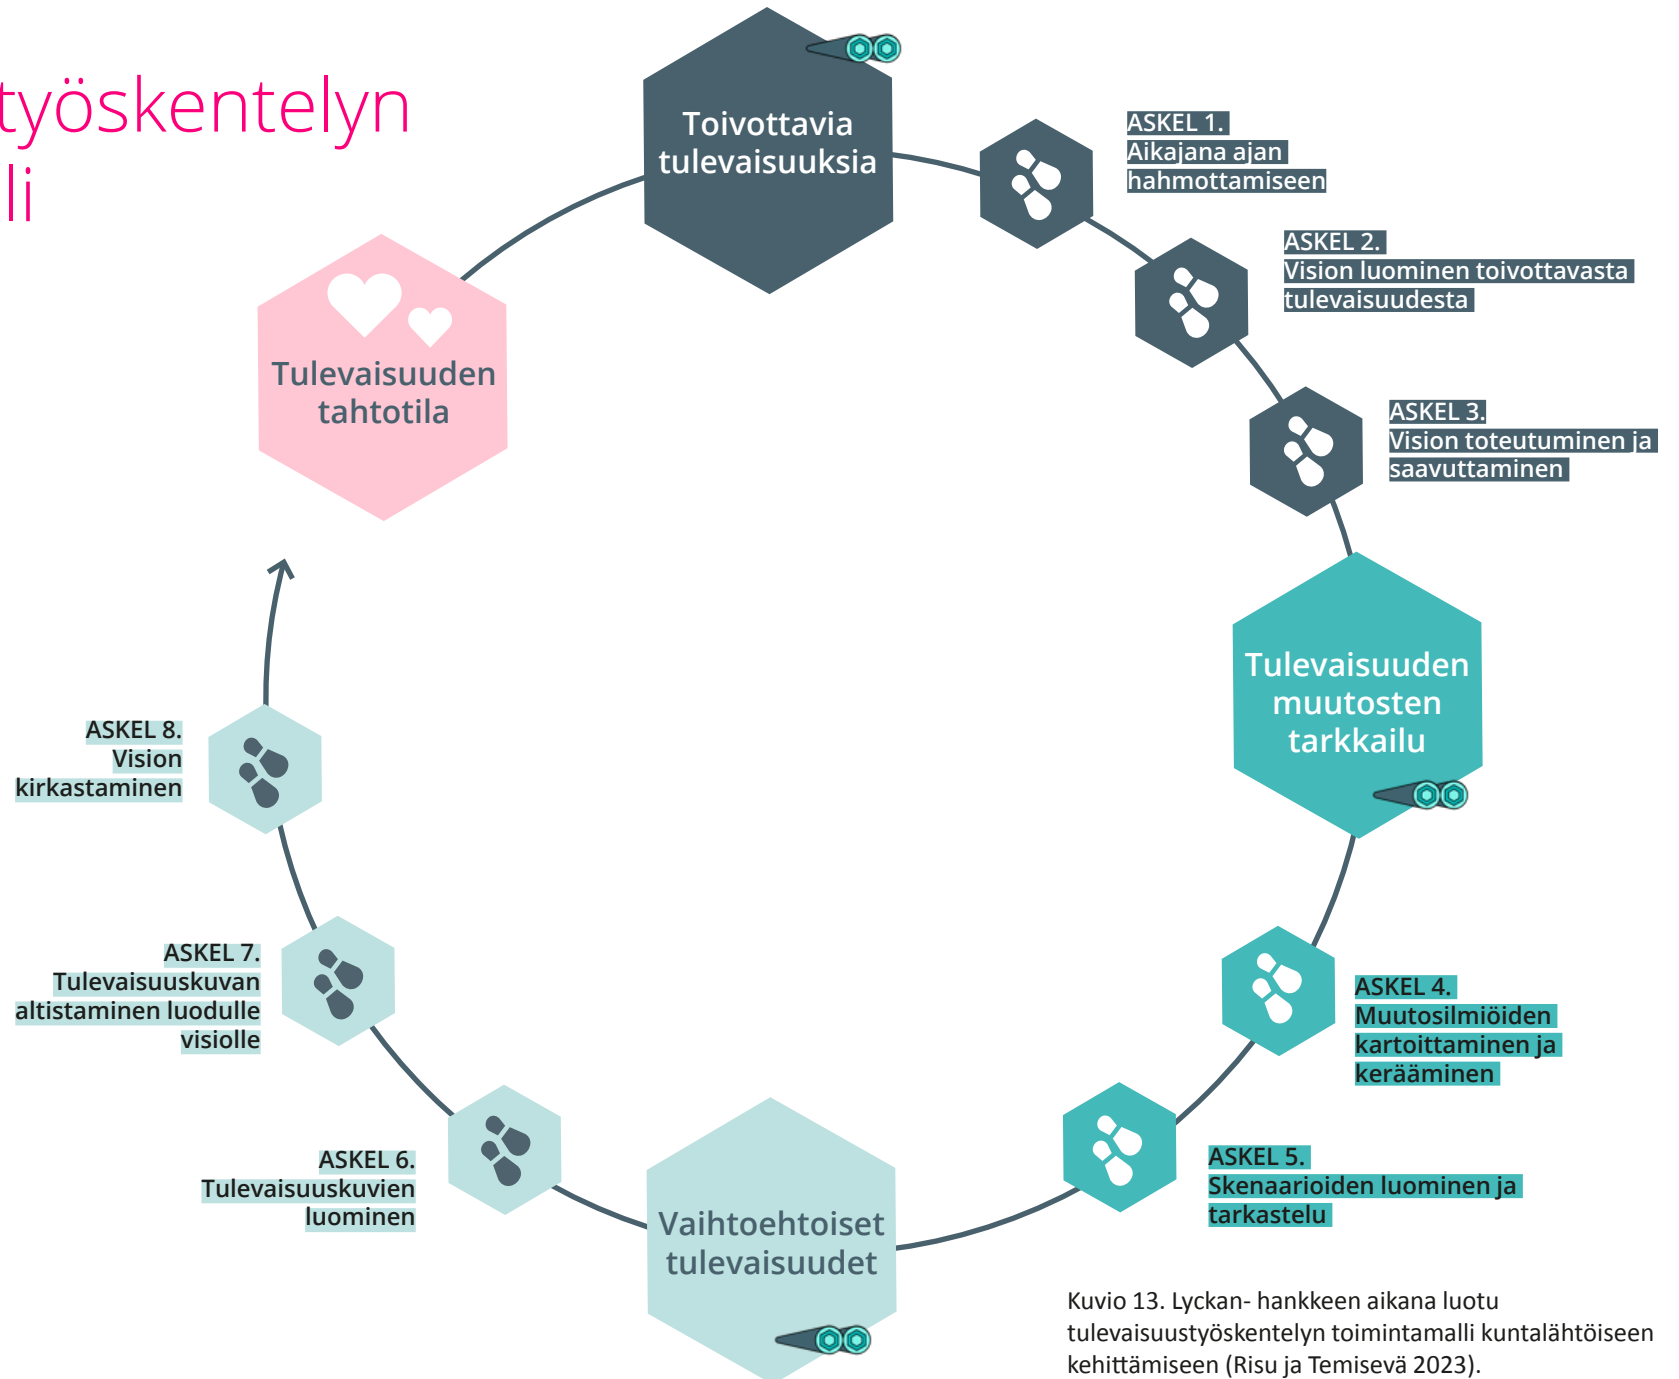 työskentelyn
li
Toivottavia
tulevaisuuksia
ASKEL 1.
Aikajana ajan
hahmottamiseen
ASKEL 2.
Vision luominen toivottavasta
tulevaisuudesta
ASKEL 3.
Vision toteutuminen ja
saavuttaminen
Tulevaisuuden
muutosten
tarkkailu
ASKEL 4.
Muutosilmiöiden
kartoittaminen ja
kerääminen
ASKEL 5.
Skenaarioiden luominen ja
tarkastelu
Vaihtoehtoiset
tulevaisuudet
ASKEL 6.
Tulevaisuuskuvien
luominen
ASKEL 7.
Tulevaisuuskuvan
altistaminen luodulle
visiolle
ASKEL 8.
Vision
kirkastaminen
Tulevaisuuden
tahtotila
Kuvio 13. Lyckan- hankkeen aikana luotu
tulevaisuustyöskentelyn toimintamalli kuntalähtöiseen
kehittämiseen (Risu ja Temisevä 2023).